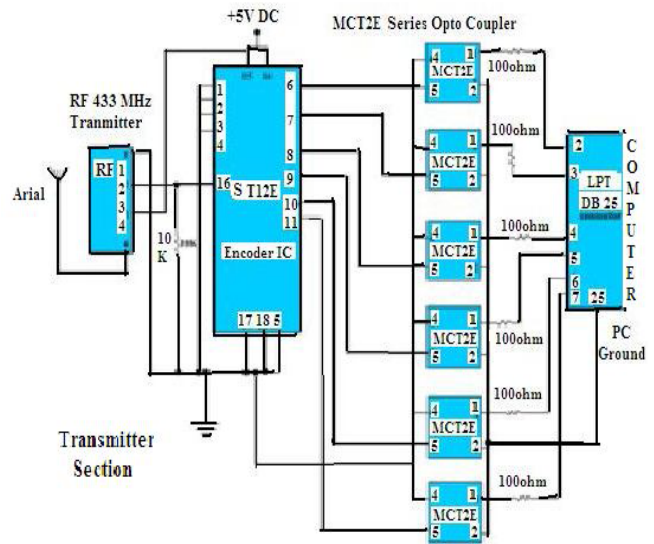 +5V DC
MCT2E Series Opto Coupler
RF 433 MHz
Tranmitter
Arial
RF
1
2
3
4
10
K
1
2
3
4
16
6
7
8
9
10
11
S T12E
Encoder IC
17 18 5
4 1
MCT2E
5 2
100ohm
4 1
MCT2E
5 2
100ohm
4 1
MCT2E
5 2
100ohm
4 1
MCT2E
5 2
100ohm
4 1
MCT2E
5 2
100ohm
4 1
MCT2E
5 2
100ohm
2
3
LPT
DB 25
4
5
6
7
25
COMPUTER
PC
Ground
Transmitter
Section